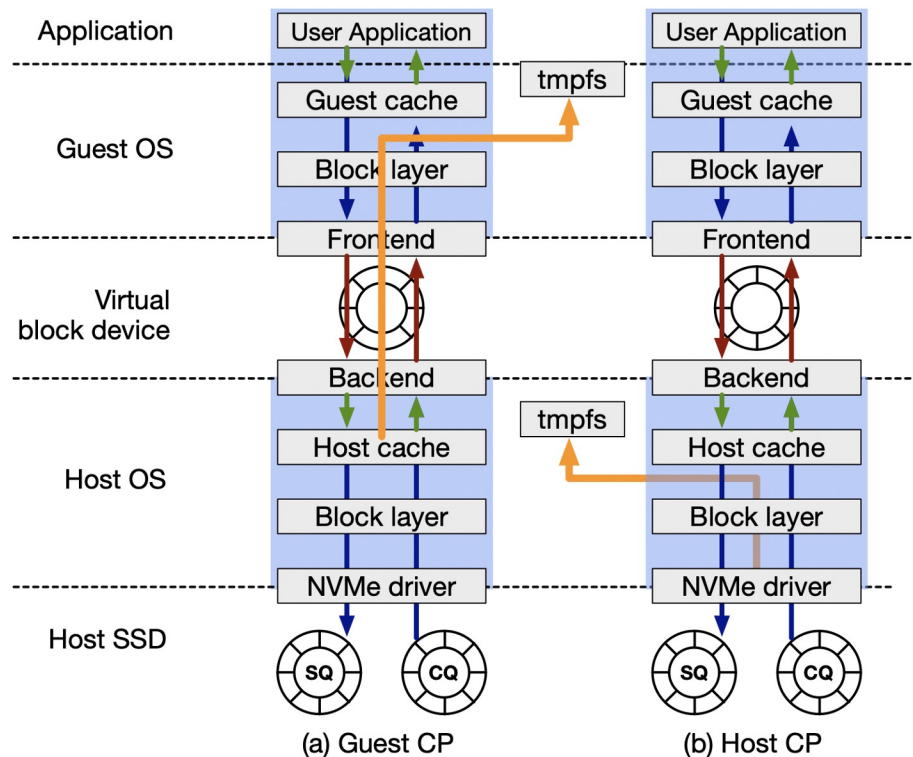 Application
User Application
User Application
tmpfs
Guest cache
Guest cache
Guest OS
Block layer
Block layer
Frontend
Frontend
Virtual
block device
Backend
Backend
tmpfs
Host cache
Host cache
Host OS
Block layer
Block layer
NVMe driver
NVMe driver
Host SSD
SQ
CQ
SQ
CQ
(a) Guest CP
(b) Host CP